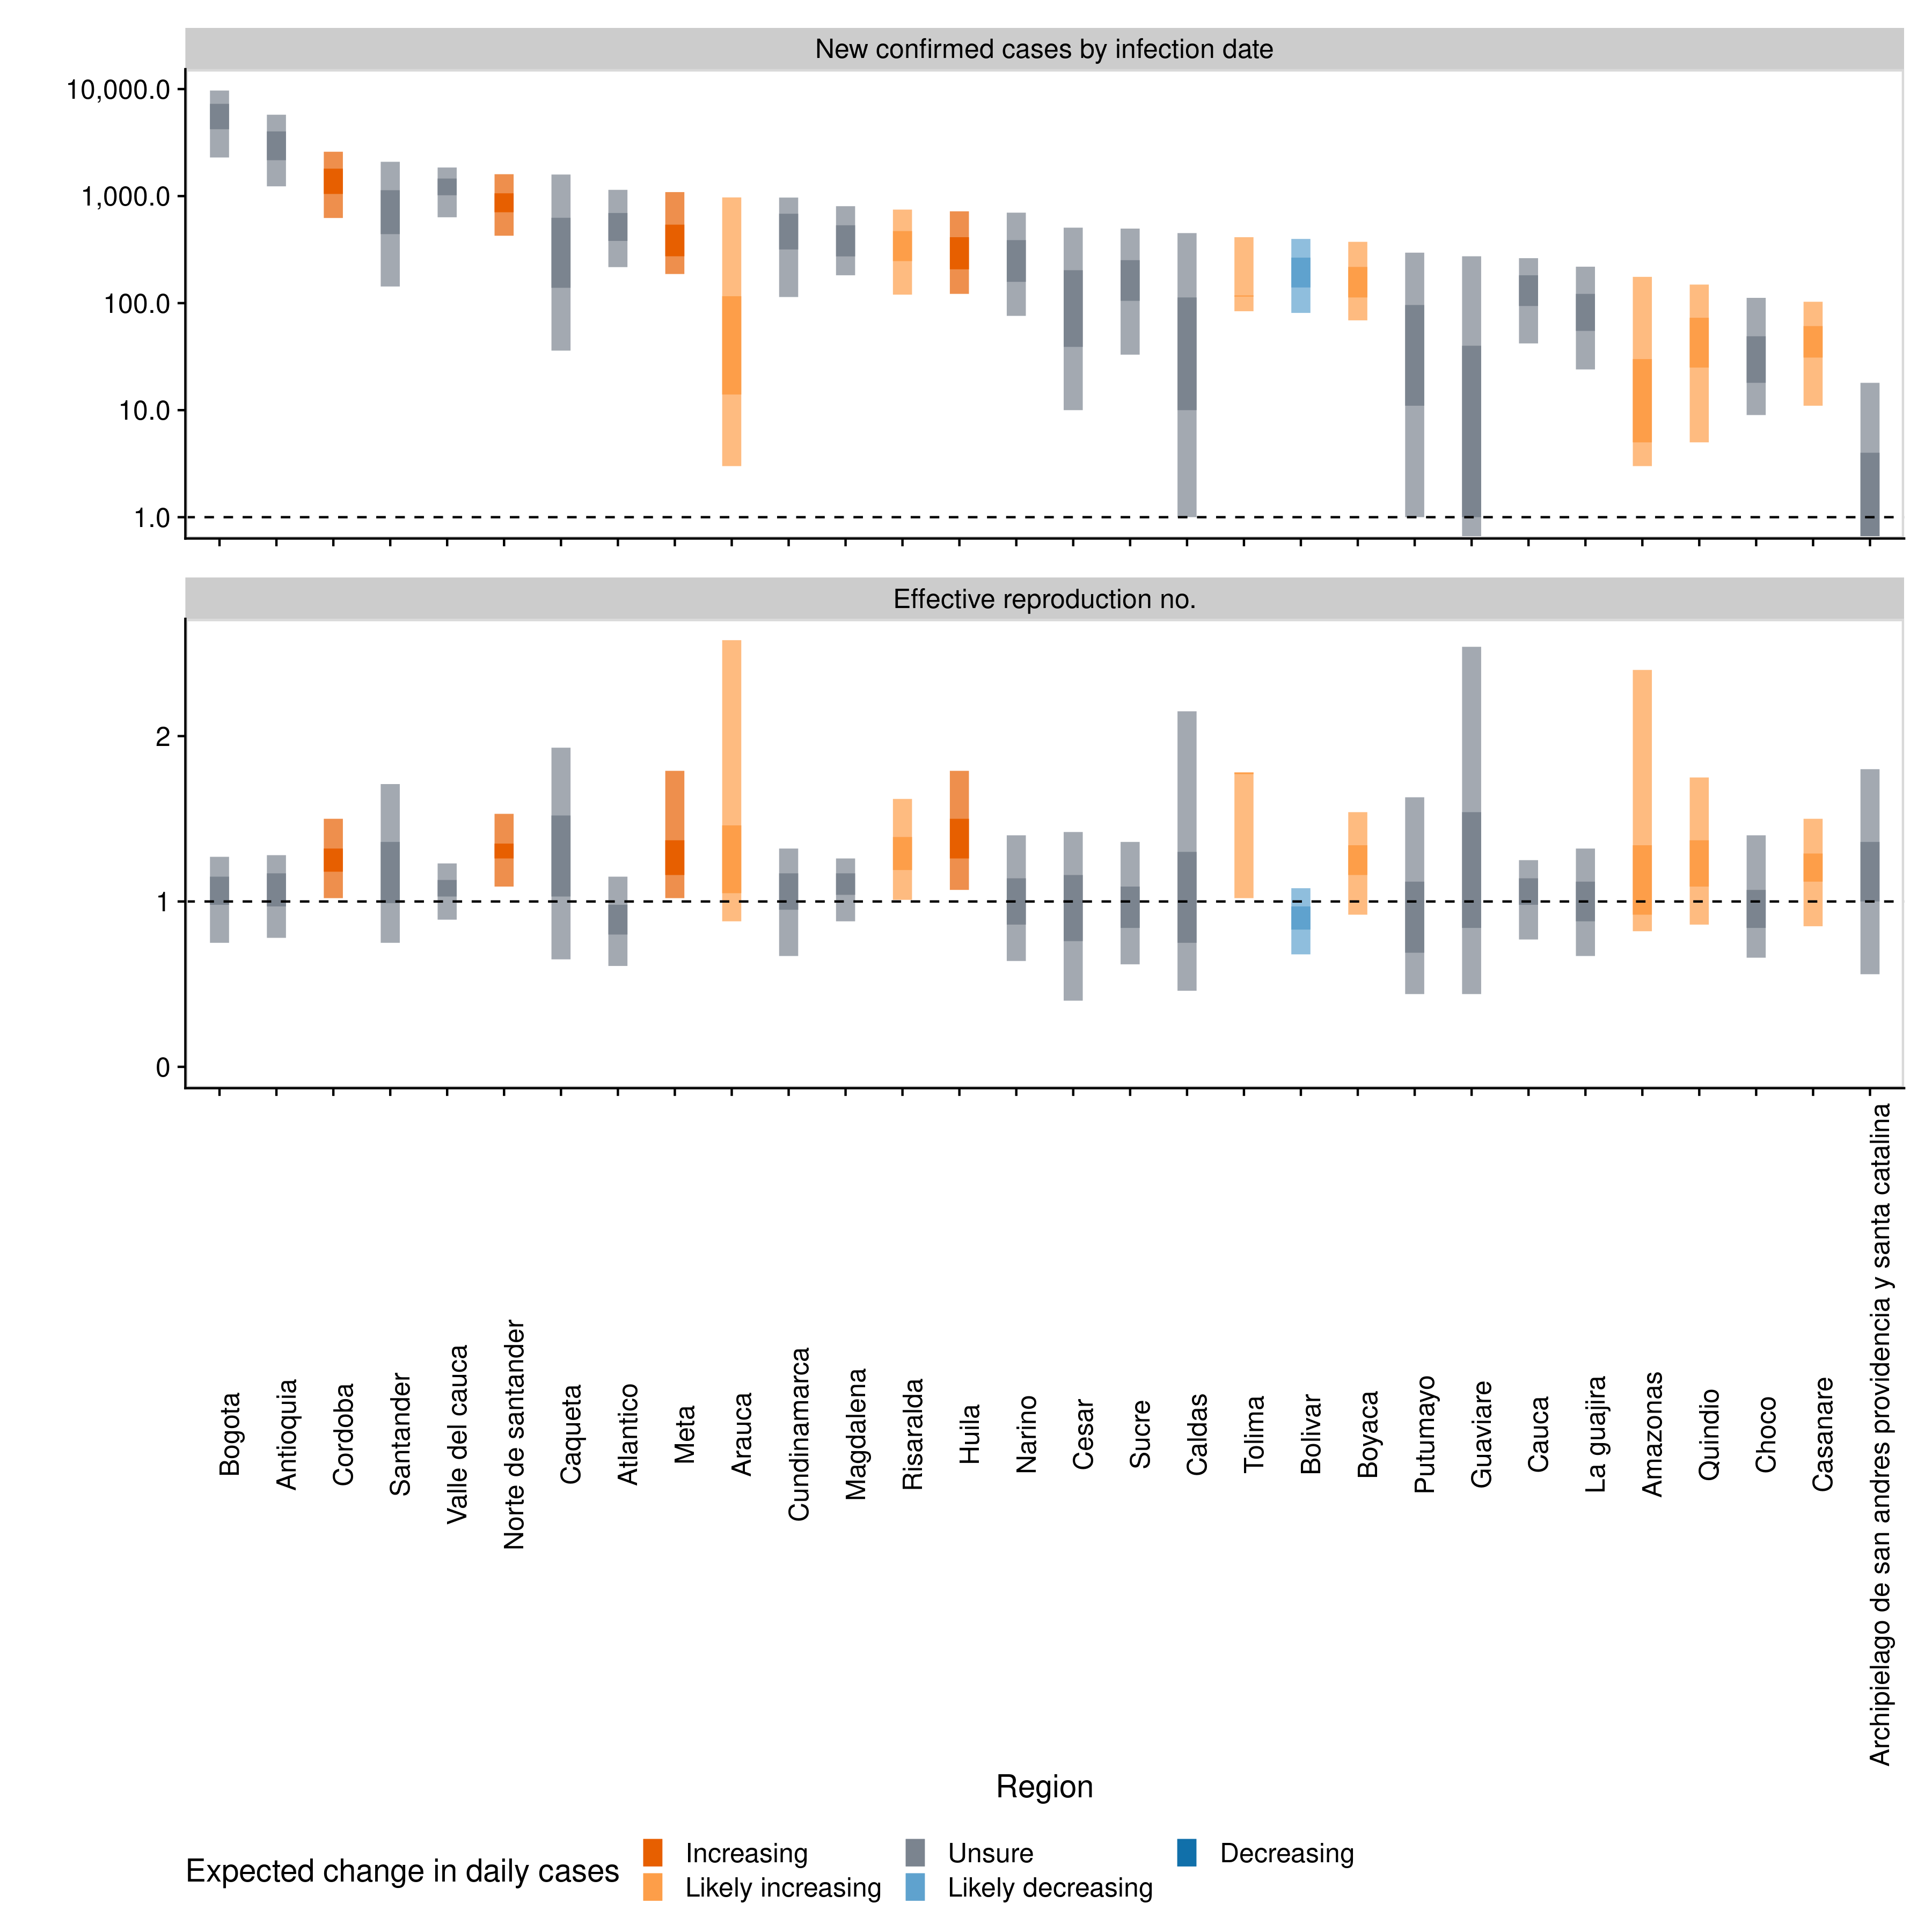 New confirmed cases by infection date
10,000.0
1,000.0
100.0
10.0
1.0
Effective reproduction no.
2
1
0
Bogota
Antioquia
Cordoba
Santander
Valle del cauca
Norte de santander
Caqueta
Atlantico
Meta
Arauca
Cundinamarca
Magdalena
Risaralda
Huila
Narino
Cesar
Sucre
Caldas
Tolima
Bolivar
Boyaca
Putumayo
Guaviare
Cauca
La guajira
Amazonas
Quindio
Choco
Casanare
Archipielago de san andres providencia y santa catalina
Region
Expected change in daily cases
Increasing
Unsure
Decreasing
Likely increasing
Likely decreasing